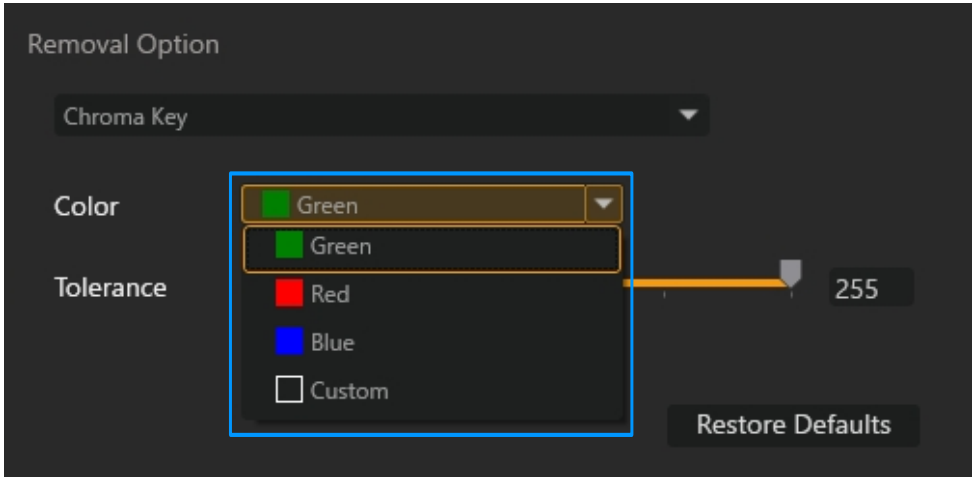 Removal Option
Chroma Key
Color
Green
Green
Red
Blue
Custom
Tolerance
255
Restore Defaults